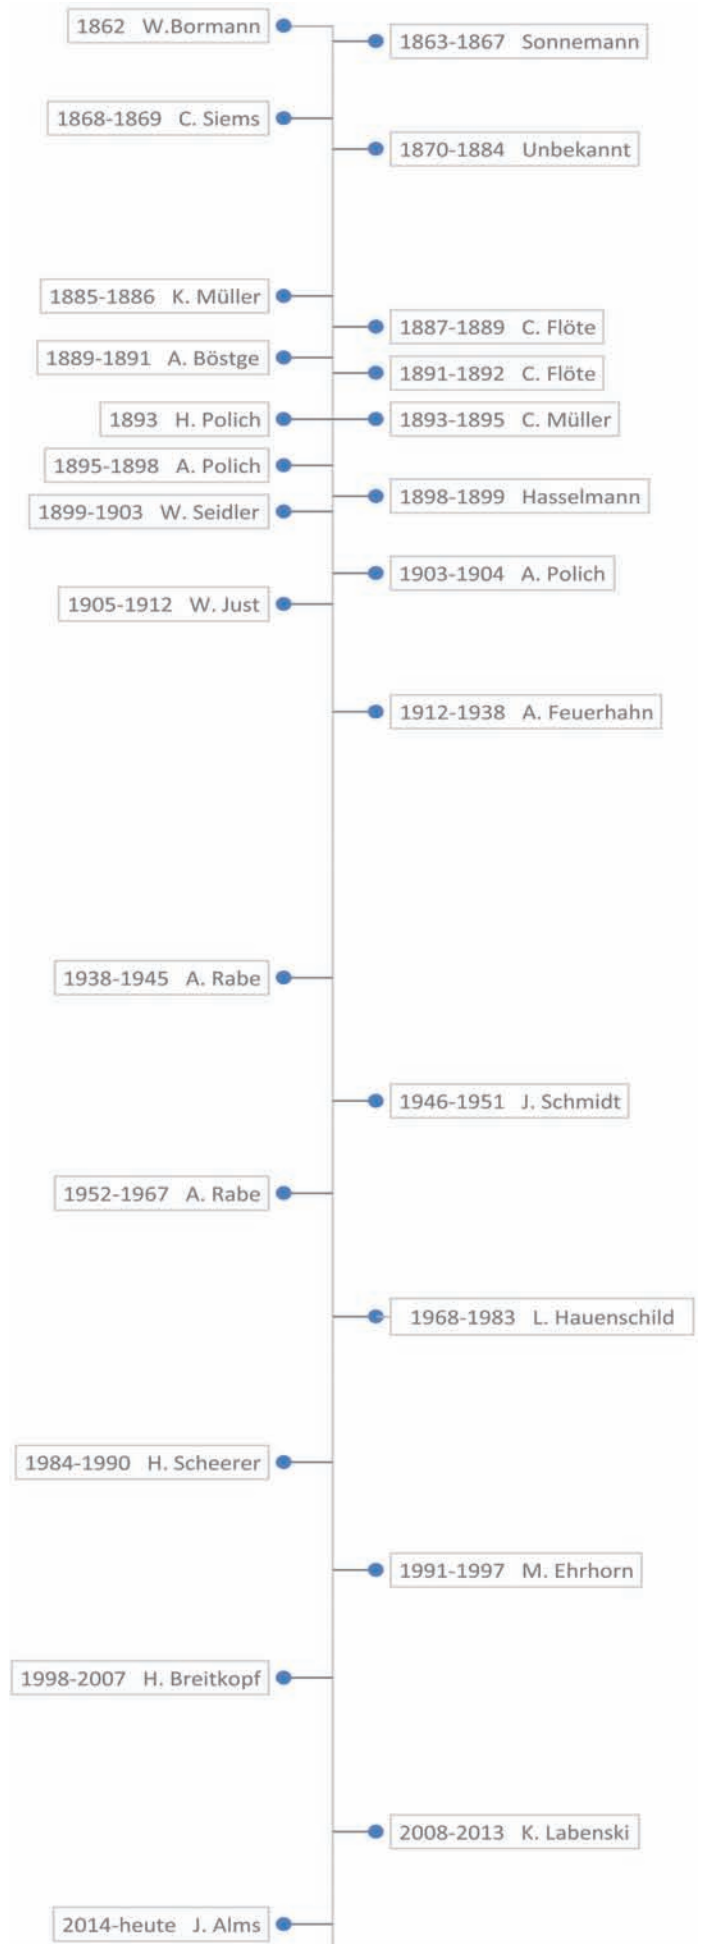 1862 W.Bormann
1863-1867 Sonnemann
1868-1869 C. Siems
1870-1884 Unbekannt
1885-1886 K. Müller
1887-1889 C. Flöte
1889-1891 A. Böstge
1891-1892 C. Flöte
1893 H. Polich
1893-1895 C. Müller
1895-1898 A. Polich
1898-1899 Hasselmann
1899-1903 W. Seidler
1903-1904 A. Polich
1905-1912 W. Just
1912-1938 A. Feuerhahn
1938-1945 A. Rabe
1946-1951 J. Schmidt
1952-1967 A. Rabe
1968-1983 L. Hauenschild
1984-1990 H. Scheerer
1991-1997 M. Ehrhorn
1998-2007 H. Breitkopf
2008-2013 K. Labenski
2014-heute J. Alms